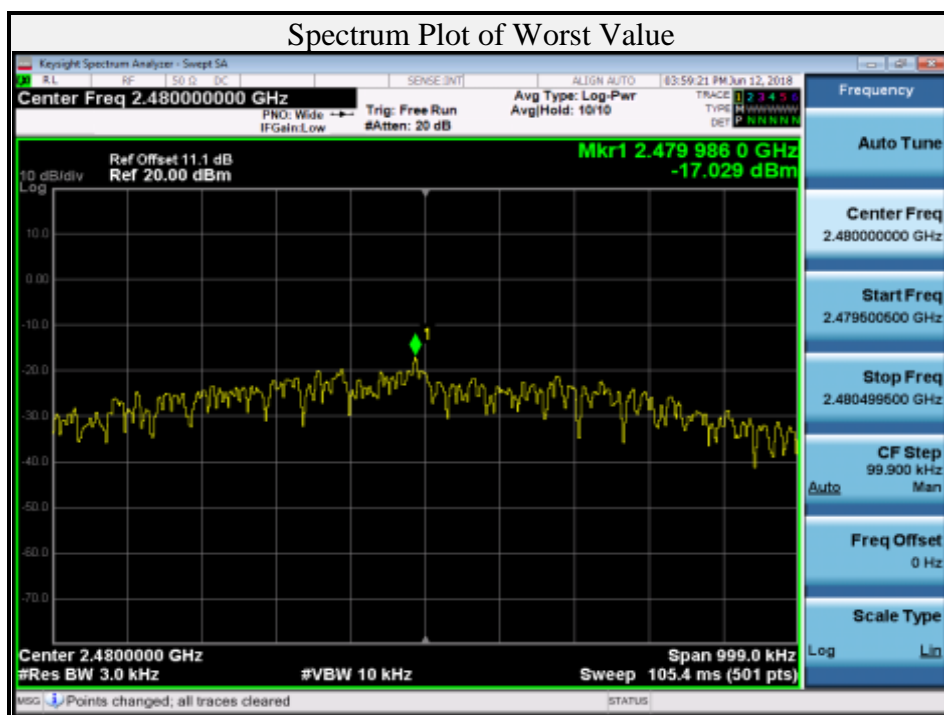 Spectrum Plot of Worst Value
Keysight Spectrum Analyzer - Swept SA
RL RF 50 Ω DC SENSE:INT ALIGN AUTO 03:59:21 PM Jun 12, 2018
Center Freq 2.480000000 GHz
PNO: Wide
IFGain:Low
Trig: Free Run
#Atten: 20 dB
Avg Type: Log-Pwr
Avg|Hold: 10/10
TRACE 1 2 3 4 5 6
TYPE M WWWWW
DET P N N N N N
Frequency
Auto Tune
Center Freq
2.480000000 GHz
Start Freq
2.479500500 GHz
Stop Freq
2.480499500 GHz
CF Step
99.900 kHz
Auto Man
Freq Offset
0 Hz
Scale Type
Log Lin
Mkr1 2.479 986 0 GHz
-17.029 dBm
Ref Offset 11.1 dB
10 dB/div Ref 20.00 dBm
Log
10.0
0.00
-10.0
1
-20.0
-30.0
-40.0
-50.0
-60.0
-70.0
Center 2.4800000 GHz Span 999.0 kHz
#Res BW 3.0 kHz #VBW 10 kHz Sweep 105.4 ms (501 pts)
MSG Points changed; all traces cleared STATUS